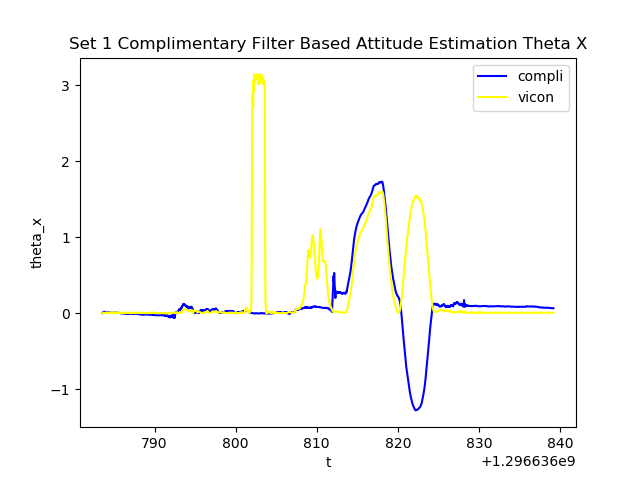 Set 1 Complimentary Filter Based Attitude Estimation Theta X
compli
vicon
3
2
1
0
−1
theta_x
790
800
810
820
830
840
t
+1.296636e9